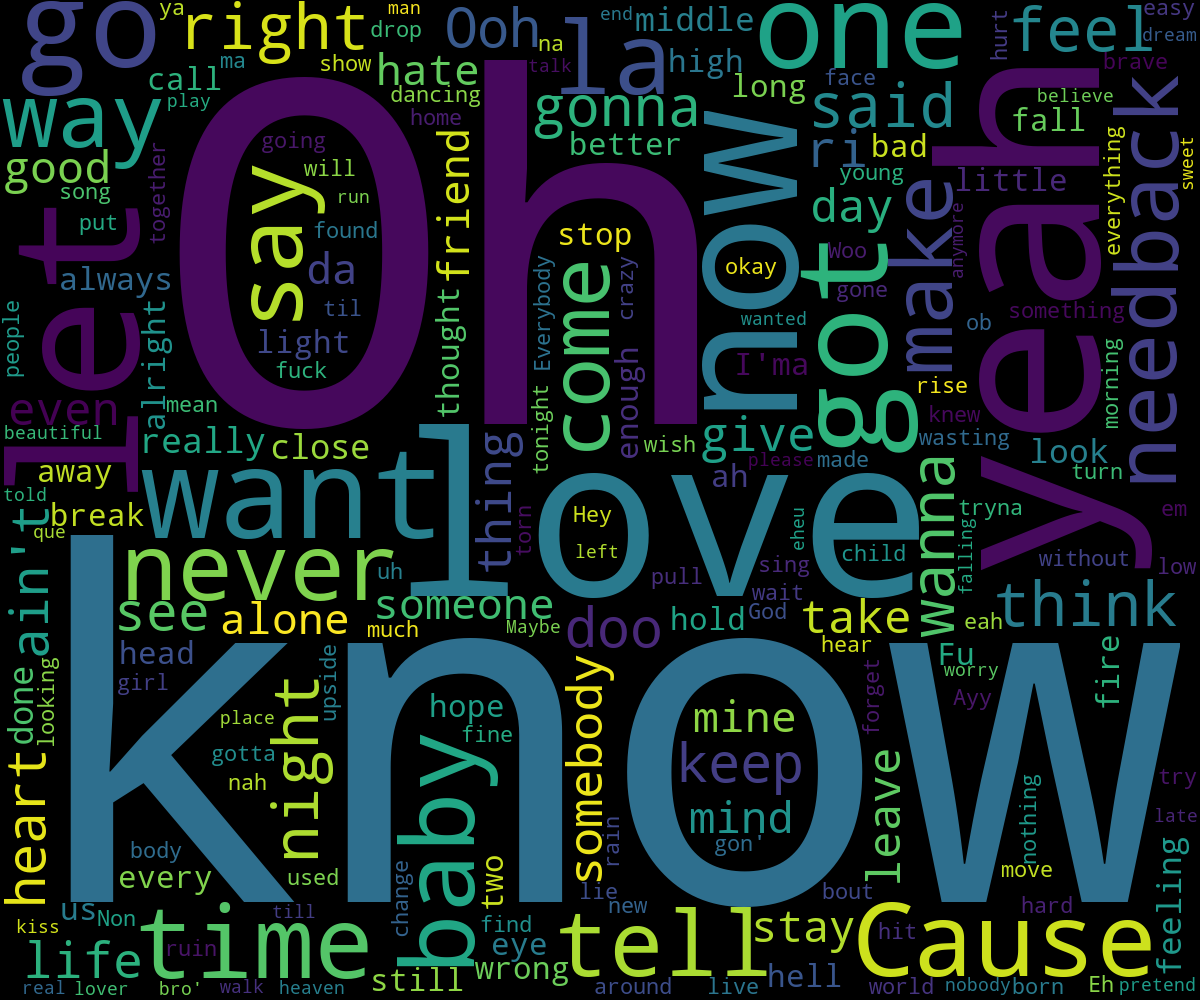 go
ya
right
man
drop
Ooh
na
la
end
middle
one
hurt
feel
easy
dream
ma
show
hate
talk
high
call
play
dancing
home
long
face
brave
believe
way
gonna
better
said
fall
good
song
put
together
going
will
run
say
found
da
til
light
fuck
Oh
friend
thought
Everybody
stop
come
crazy
enough
now
okay
wanted
I'ma
ri
bad
young
day
Woo
gone
got
make
little
anymore
yeah
everything
sweet
needback
something
ob
morning
rise
knew
wasting
look
turn
always
people
let
alright
even
mean
beautiful
really
close
away
told
break
que
want
thing
tonight
torn
wish
give
please
made
ah
love
Hey
left
eheu
child
wanna
falling
tryna
without
em
low
ain't
never
uh
see
alone
someone
much
Maybe
doo
pull
sing
wait
God
hold
take
hear
eah
think
know
head
girl
done
looking
place
gotta
nah
night
upside
hope
fine
baby
somebody
mine
keep
mind
gon'
forget
Fu
worry
Ayy
fire
leave
nothing
move
try
late
heart
body
every
used
change
two
rain
lie
new
bout
hard
feeling
kiss
us
Non
till
time
life
ruin
find
eye
tell
stay
Cause
hit
real
lover
bro'
walk
heaven
still
wrong
around
live
hell
world
nobody
born
Eh
pretend